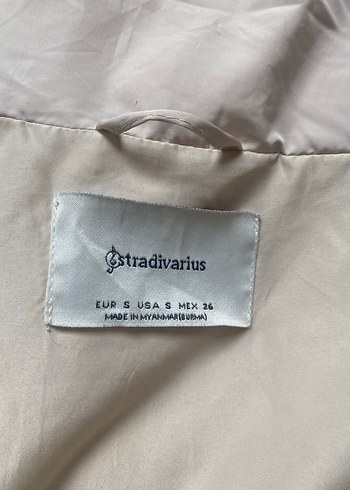 stradivarius
EUR S USA S MEX 26
MADE IN MYANMAR(BURMA)